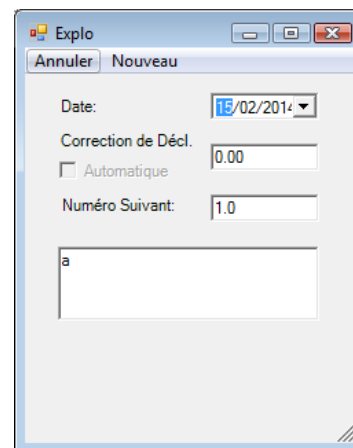 Explo
Annuler Nouveau
Date: 15/02/2014
Correction de Décl. 0.00
Automatique
Numéro Suivant: 1.0
a